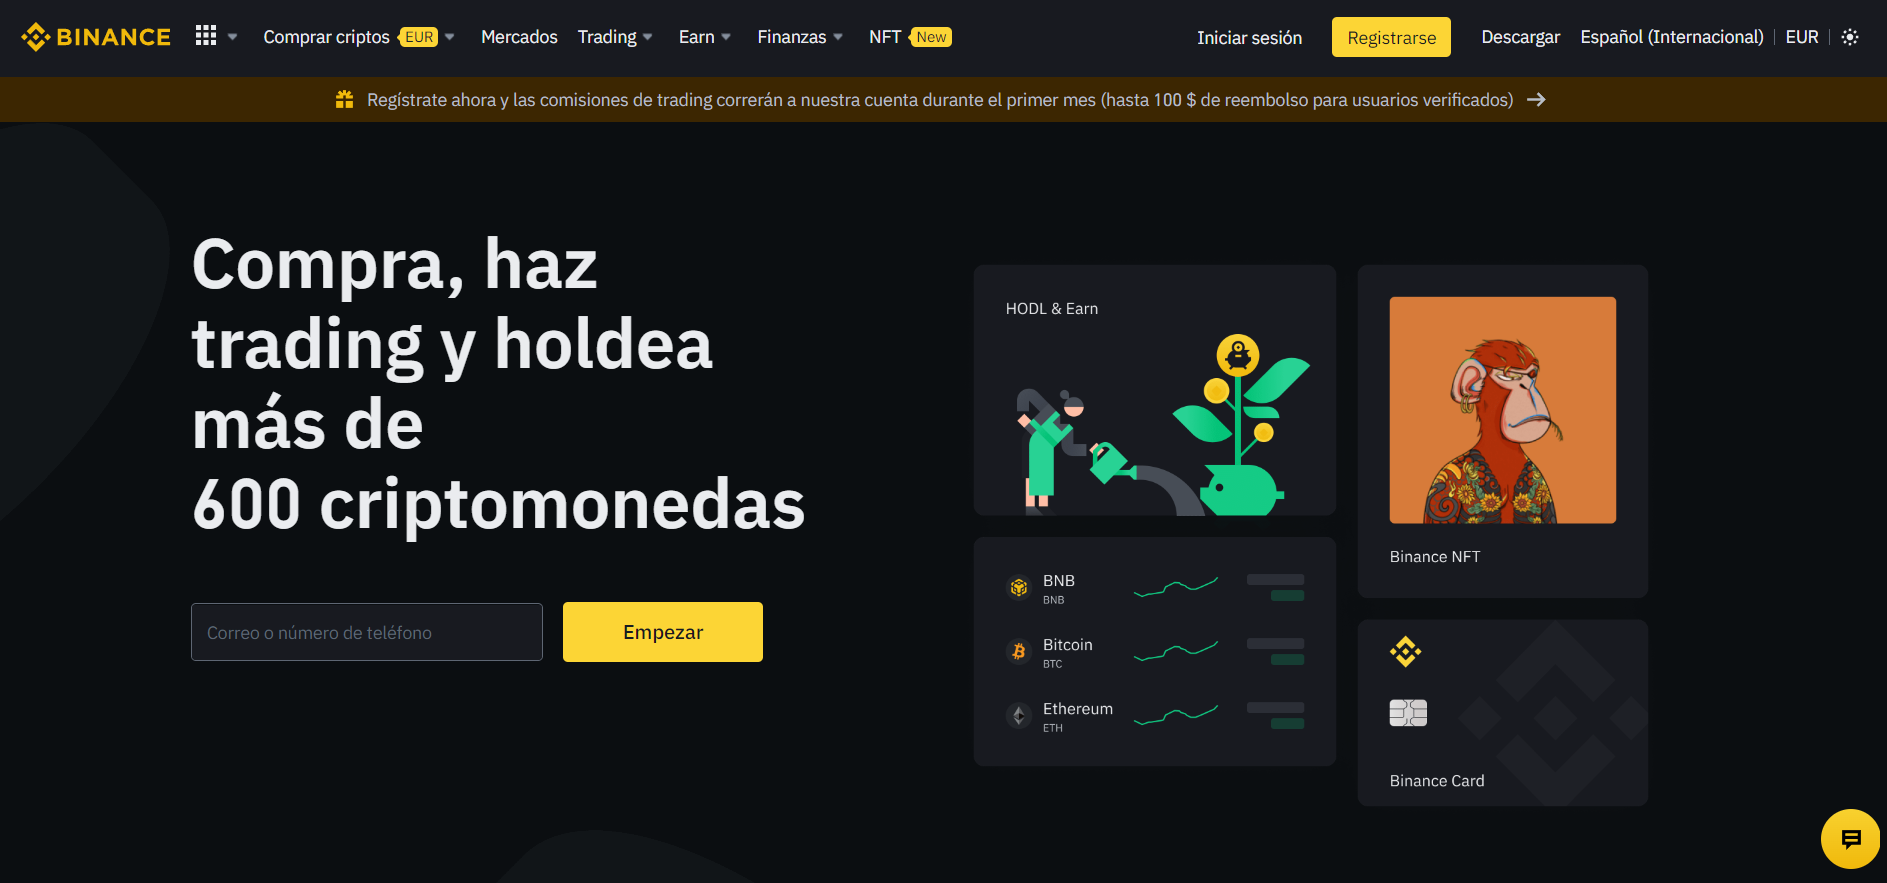 BINANCE
Comprar criptos EUR
Mercados
Trading
Earn
Finanzas
NFT New
Iniciar sesión
Registrarse
Descargar
Español (Internacional)
EUR
Regístrate ahora y las comisiones de trading correrán a nuestra cuenta durante el primer mes (hasta 100 $ de reembolso para usuarios verificados)
Compra, haz
trading y holdea
más de
600 criptomonedas
Correo o número de teléfono
Empezar
HODL & Earn
BNB
BNB
Bitcoin
BTC
Ethereum
ETH
Binance NFT
Binance Card